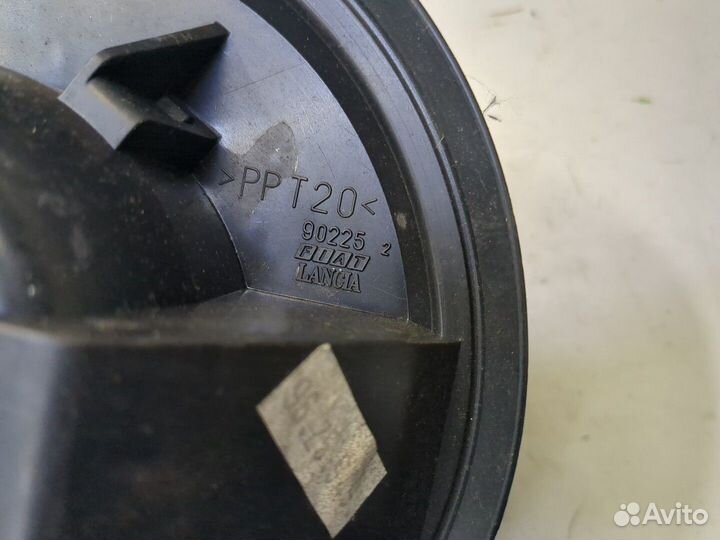 >PPT20<
90225 2
FIAT
LANCIA
Avito